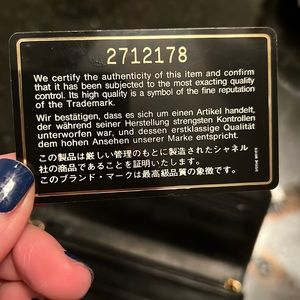 2712178
We certify the authenticity of this item and confirm
that it has been subjected to the most exacting quality
control. Its high quality is a symbol of the fine reputation
of the Trademark.
Wir bestätigen, dass es sich um einen Artikel handelt,
der während seiner Herstellung strengsten Kontrollen
unterworfen war, und dessen erstklassige Qualität
dem hohen Ansehen unserer Marke entspricht.
この製品は厳しい管理のもとに製造されたシャネル
社の商品であることを証明いたします。
このブランド・マークは最高級品質の象徴です。